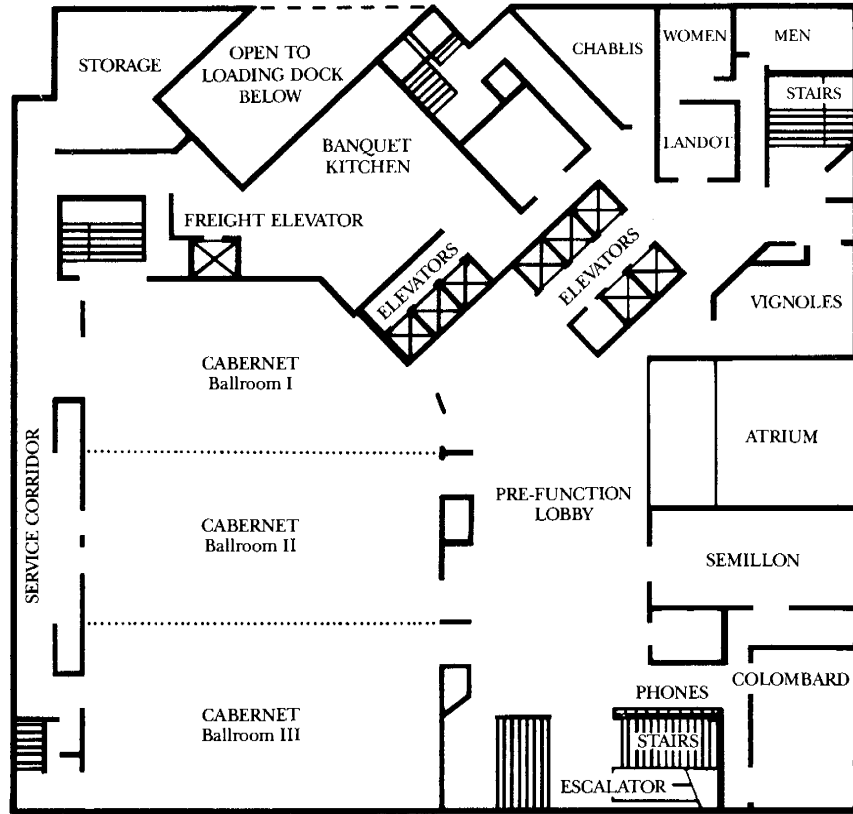 STORAGE
OPEN TO
LOADING DOCK
BELOW
CHABLIS
WOMEN
MEN
STAIRS
LANDOT
BANQUET
KITCHEN
FREIGHT ELEVATOR
ELEVATORS
ELEVATORS
VIGNOLES
CABERNET
Ballroom I
ATRIUM
SERVICE CORRIDOR
PRE-FUNCTION
LOBBY
CABERNET
Ballroom II
SEMILLON
COLOMBARD
PHONES
CABERNET
Ballroom III
STAIRS
ESCALATOR